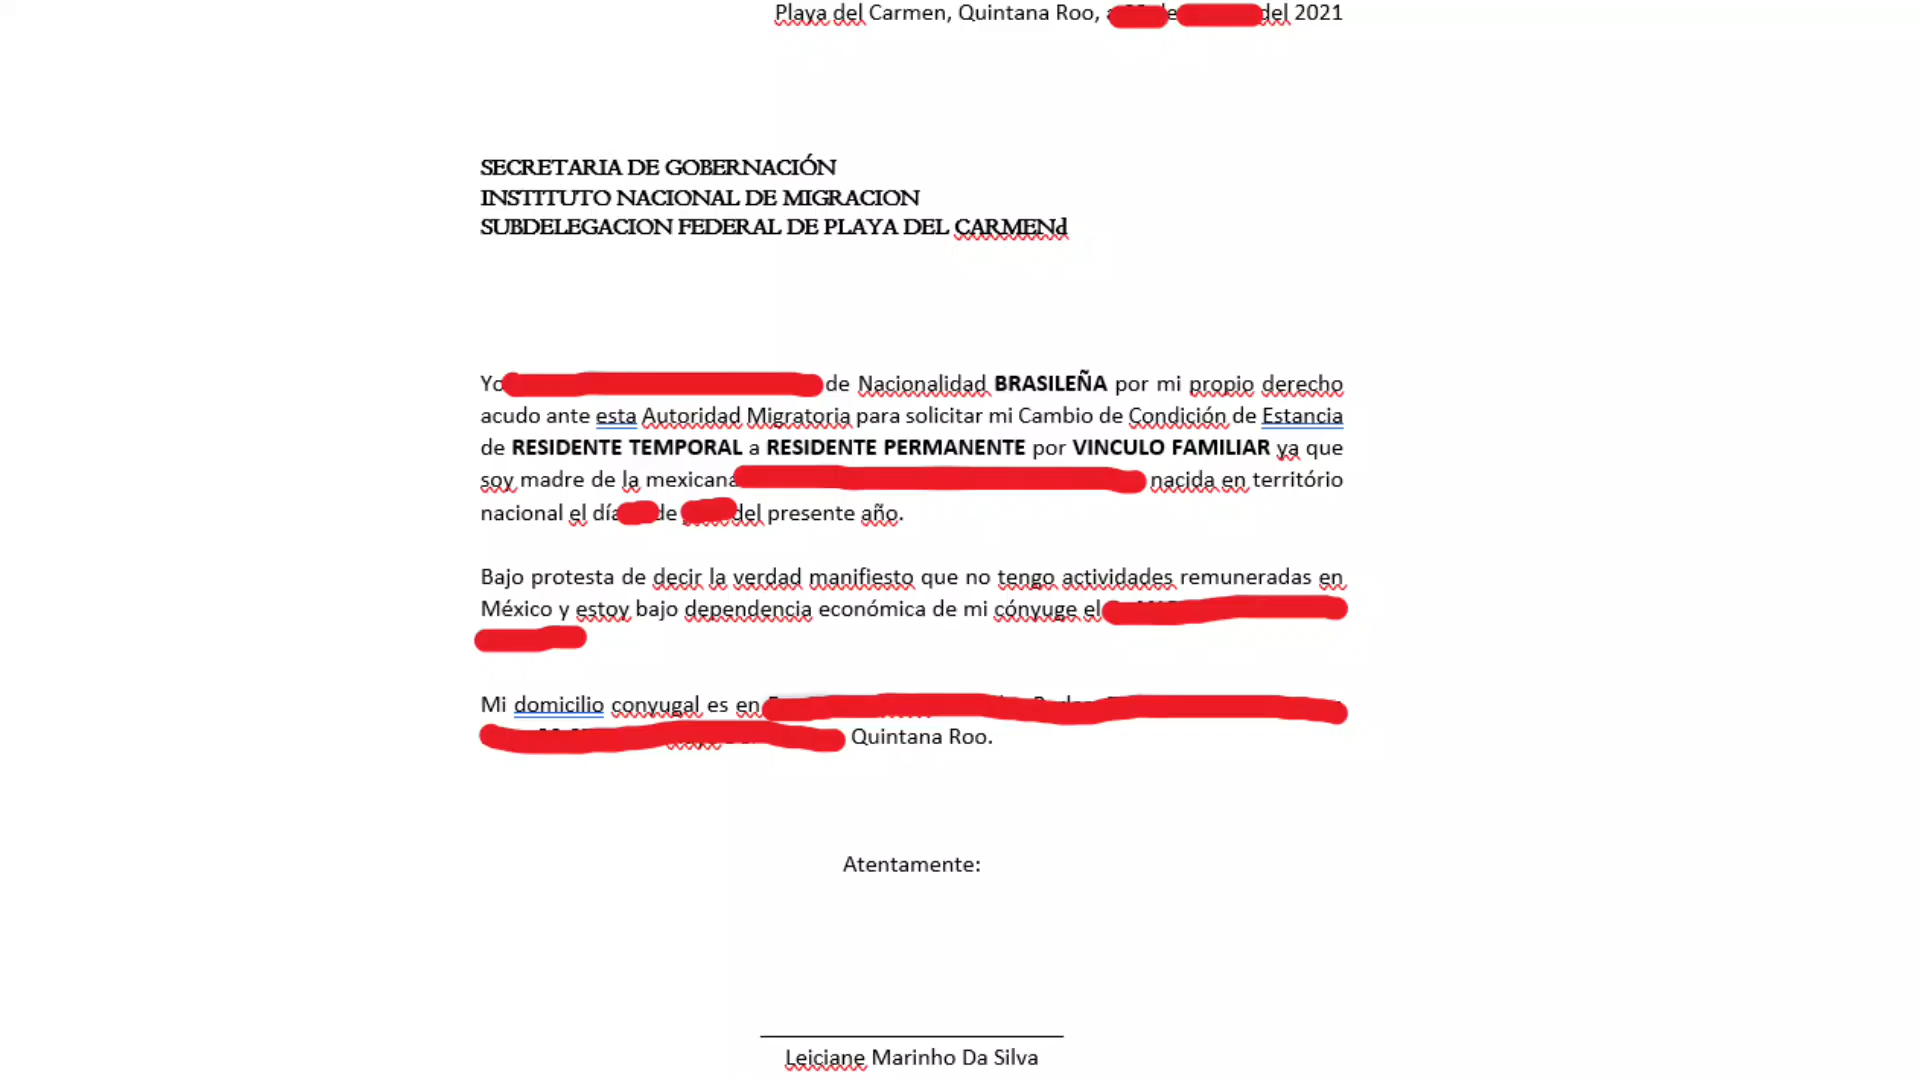 Playa del Carmen, Quintana Roo, a de del 2021
SECRETARIA DE GOBERNACIÓN
INSTITUTO NACIONAL DE MIGRACION
SUBDELEGACION FEDERAL DE PLAYA DEL CARMENd
Yo de Nacionalidad BRASILEÑA por mi propio derecho
acudo ante esta Autoridad Migratoria para solicitar mi Cambio de Condición de Estancia
de RESIDENTE TEMPORAL a RESIDENTE PERMANENTE por VINCULO FAMILIAR ya que
soy madre de la mexicana nacida en território
nacional el día de del presente año.
Bajo protesta de decir la verdad manifiesto que no tengo actividades remuneradas en
México y estoy bajo dependencia económica de mi cónyuge el
Mi domicilio conyugal es en
Quintana Roo.
Atentamente:
Leiciane Marinho Da Silva